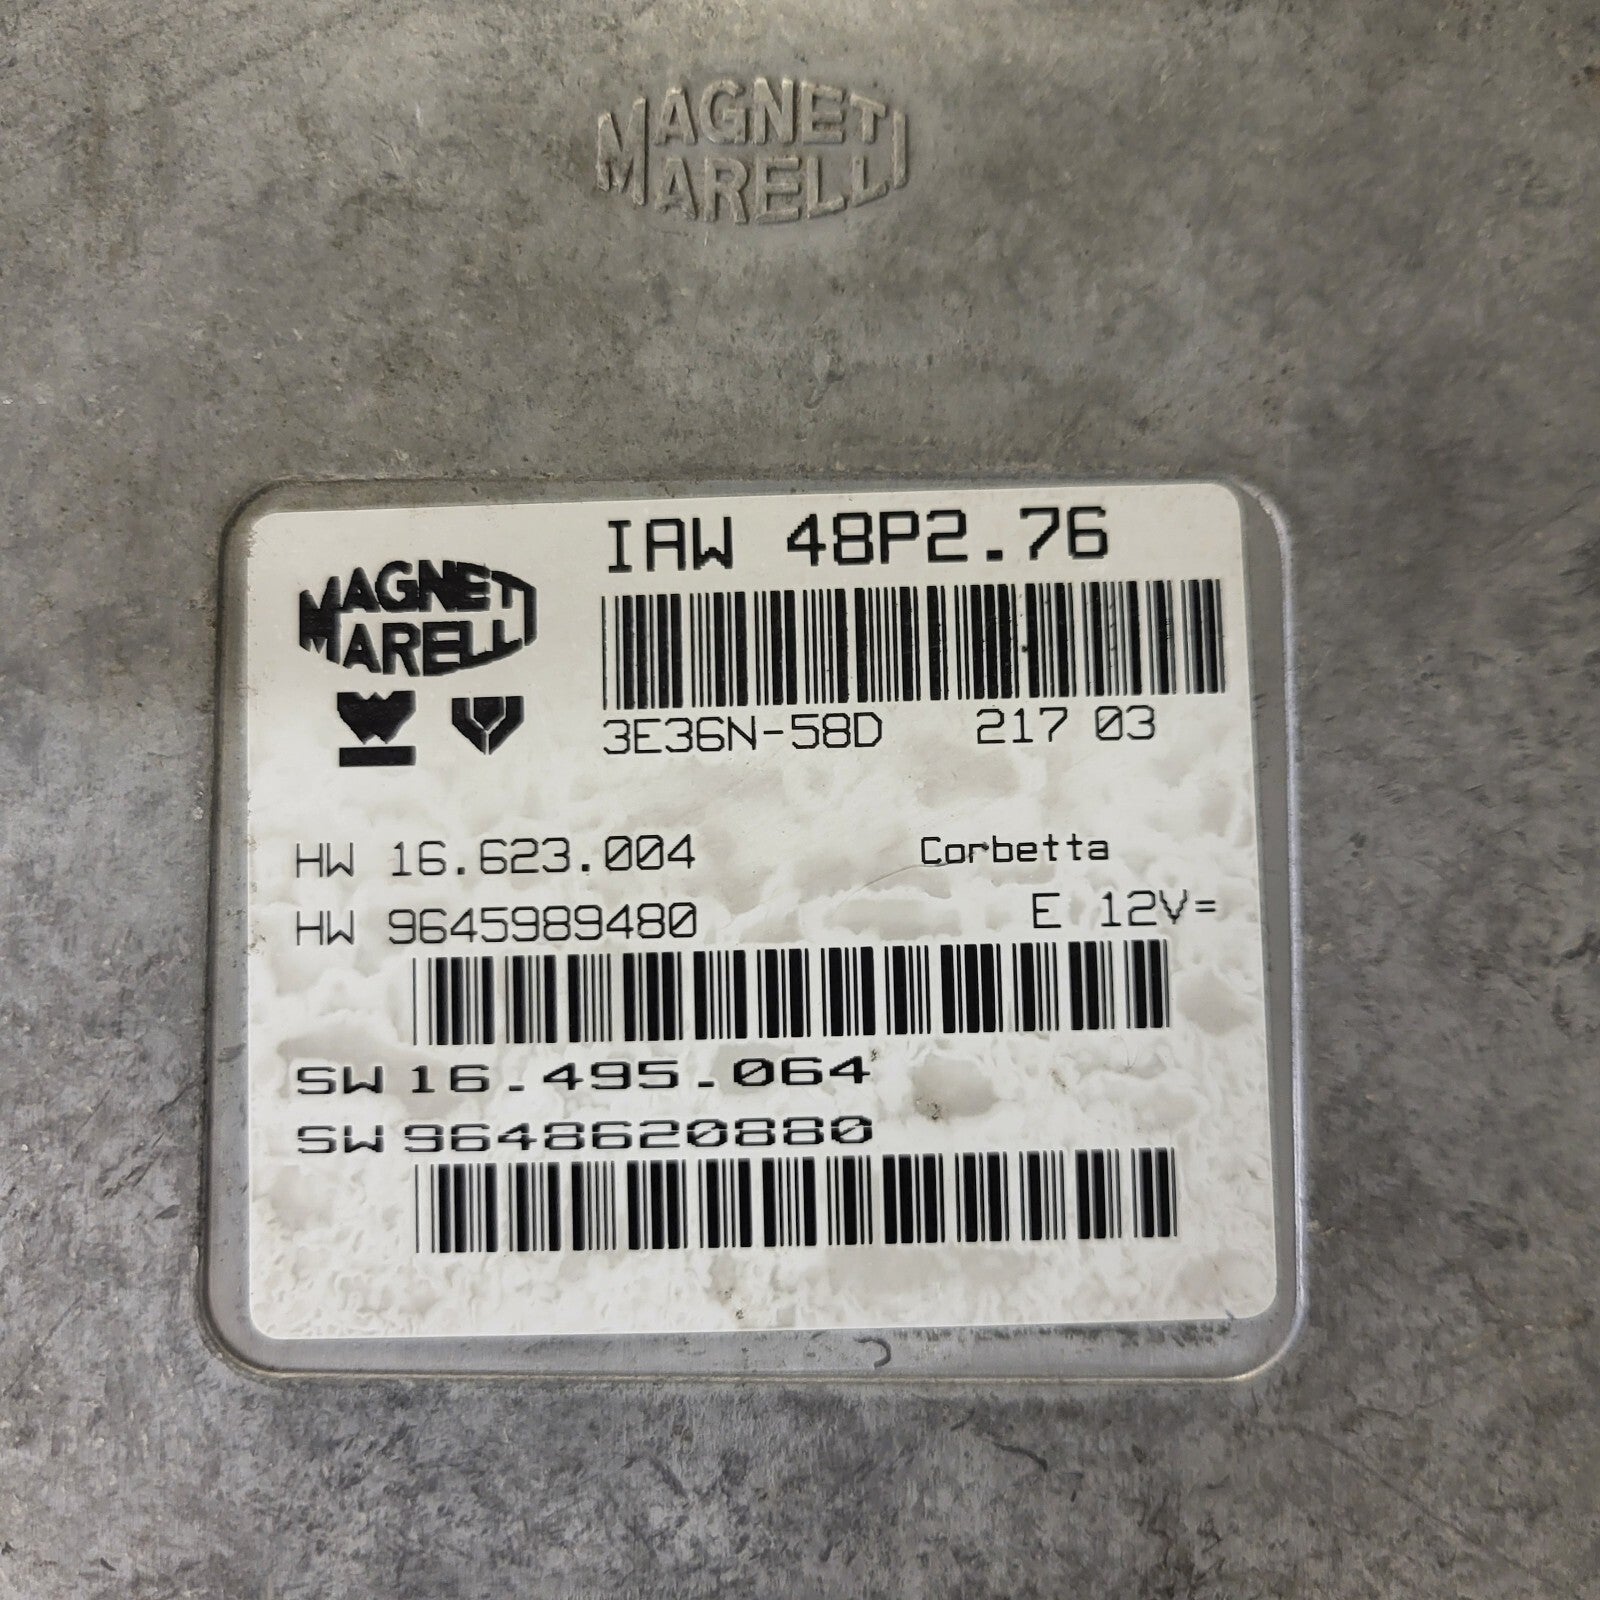 MAGNETI
MARELLI
IAW 48P2.76
MAGNETI
MARELLI
3E36N-58D 217 03
HW 16.623.004 Corbetta
HW 9645989480 E 12V=
SW 16.495.064
SW 9648620880